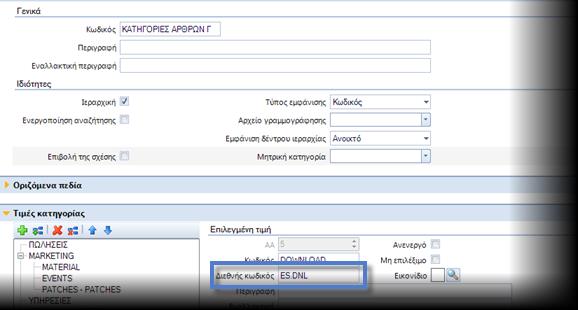 Γενικά
Κωδικός ΚΑΤΗΓΟΡΙΕΣ ΑΡΘΡΩΝ Γ
Περιγραφή
Εναλλακτική περιγραφή
Ιδιότητες
Ιεραρχική Τύπος εμφάνισης Κωδικός
Ενεργοποίηση αναζήτησης Αρχείο γραμμογράφησης
Εμφάνιση δέντρου ιεραρχίας Ανοικτό
Επιβολή της σχέσης Μητρική κατηγορία
Οριζόμενα πεδία
Τιμές κατηγορίας
Επιλεγμένη τιμή
ΠΩΛΗΣΕΙΣ ΑΑ 5 Ανενεργό
MARKETING Κωδικός DOWNLOAD Μη επιλέξιμο
MATERIAL Διεθνής κωδικός ES.DNL Εικονίδιο
EVENTS
PATCHES - PATCHES Περιγραφή
ΥΠΗΡΕΣΙΕΣ